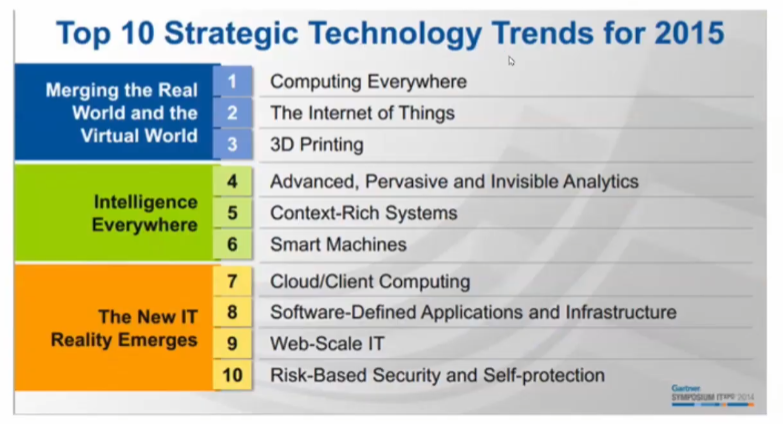 Top 10 Strategic Technology Trends for 2015
Merging the Real
World and the
Virtual World
1 Computing Everywhere
2 The Internet of Things
3 3D Printing
Intelligence
Everywhere
4 Advanced, Pervasive and Invisible Analytics
5 Context-Rich Systems
6 Smart Machines
The New IT
Reality Emerges
7 Cloud/Client Computing
8 Software-Defined Applications and Infrastructure
9 Web-Scale IT
10 Risk-Based Security and Self-protection
Gartner
SYMPOSIUM ITXPO 2014